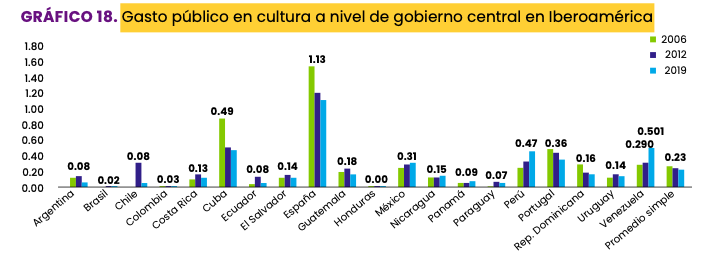 GRÁFICO 18. Gasto público en cultura a nivel de gobierno central en Iberoamérica
2006
2012
2019
1.80
1.60
1.40
1.20
1.00
0.80
0.60
0.40
0.20
0.00
0.08
0.02
0.08
0.03
0.13
0.49
0.08
0.14
1.13
0.18
0.00
0.31
0.15
0.09
0.07
0.47
0.36
0.16
0.14
0.290
0.501
0.23
Argentina
Brasil
Chile
Colombia
Costa Rica
Cuba
Ecuador
El Salvador
España
Guatemala
Honduras
México
Nicaragua
Panamá
Paraguay
Perú
Portugal
Rep. Dominicana
Uruguay
Venezuela
Promedio simple